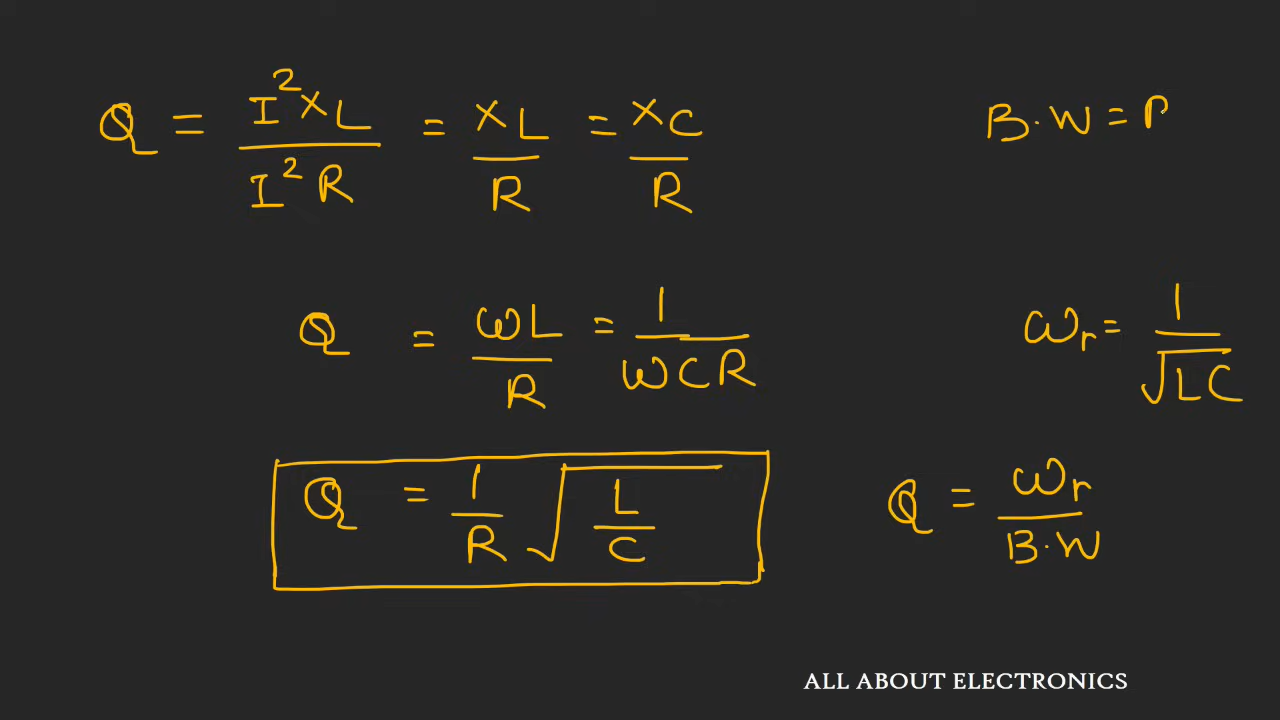 Q = I²XL / I²R = XL / R = XC / R
B.W = R
Q = ωL / R = 1 / ωCR
ωr = 1 / √LC
Q = 1/R √L/C
Q = ωr / B.W
ALL ABOUT ELECTRONICS